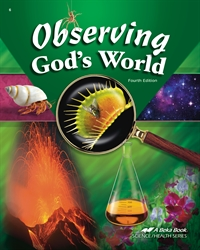 Observing
God's World
Fourth Edition
A Beka Book
SCIENCE/HEALTH SERIES